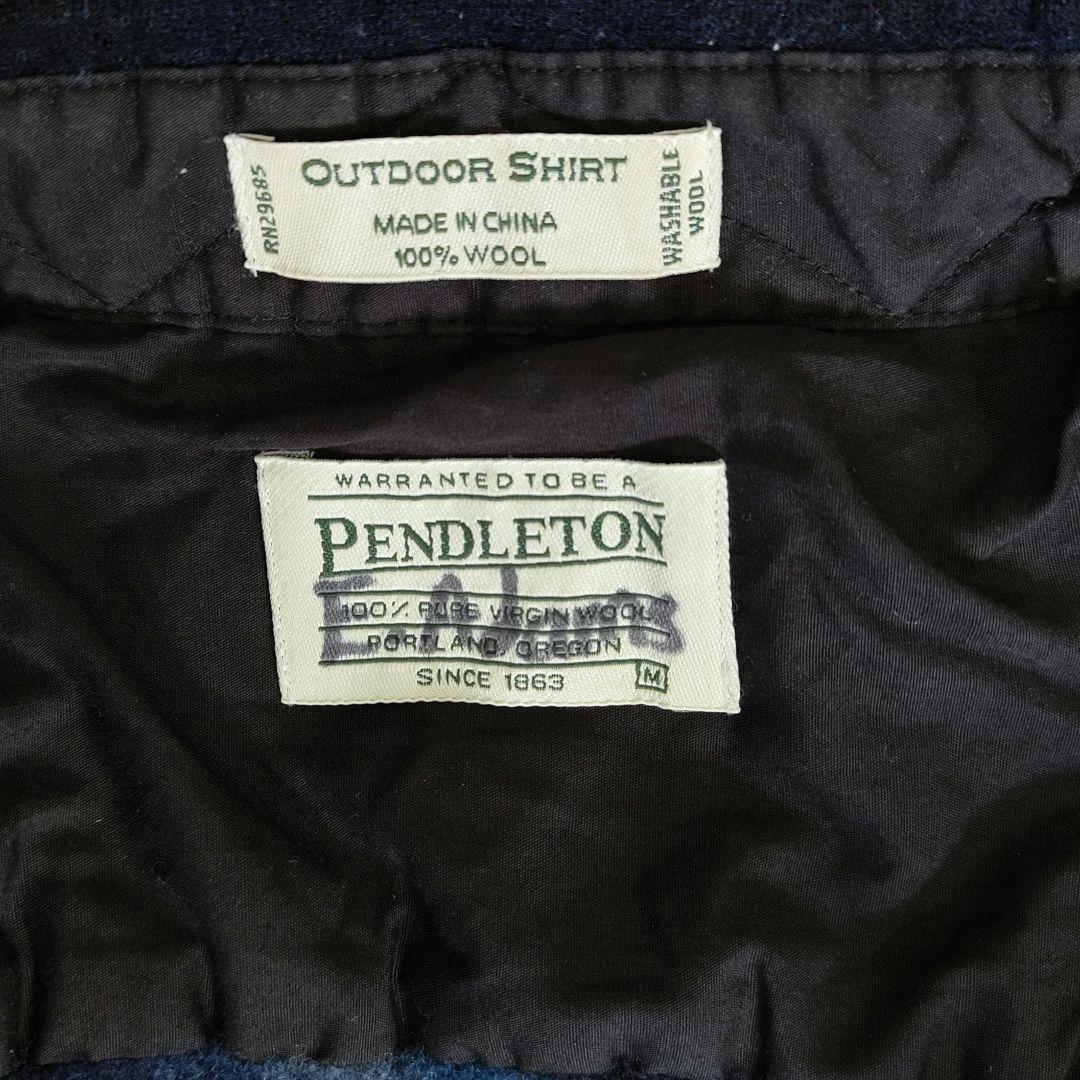 OUTDOOR SHIRT
RN29685
MADE IN CHINA
100% WOOL
WASHABLE
WOOL
WARRANTED TO BE A
PENDLETON
100% PURE VIRGIN WOOL
PORTLAND, OREGON
SINCE 1863
M